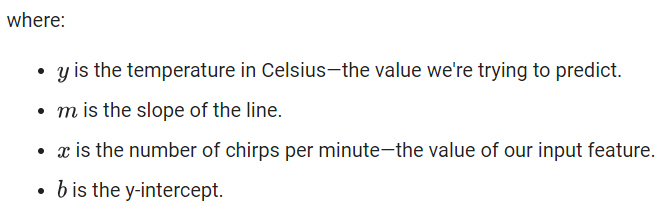 where:
• y is the temperature in Celsius—the value we're trying to predict.
• m is the slope of the line.
• x is the number of chirps per minute—the value of our input feature.
• b is the y-intercept.